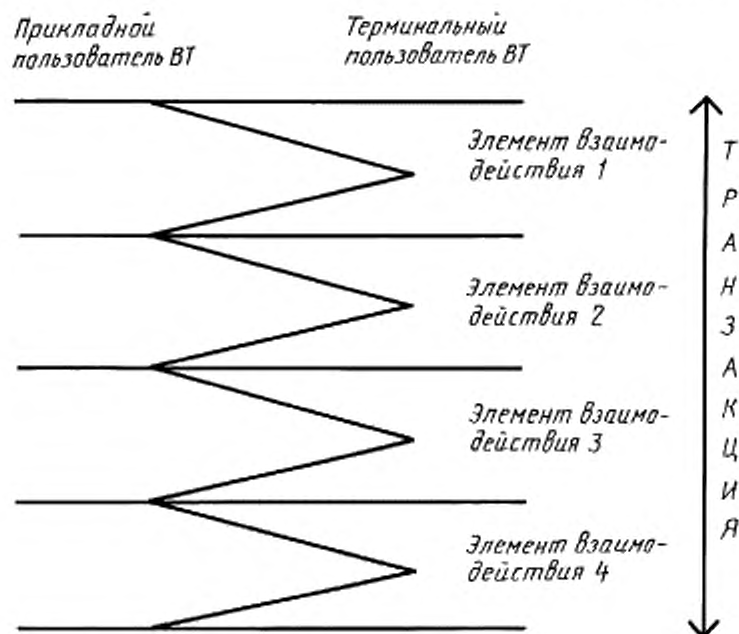 Прикладной
пользователь ВТ
Терминальный
пользователь ВТ
Элемент взаимо-
действия 1
Элемент взаимо-
действия 2
Элемент взаимо-
действия 3
Элемент взаимо-
действия 4
ТРАНЗАКЦИЯ